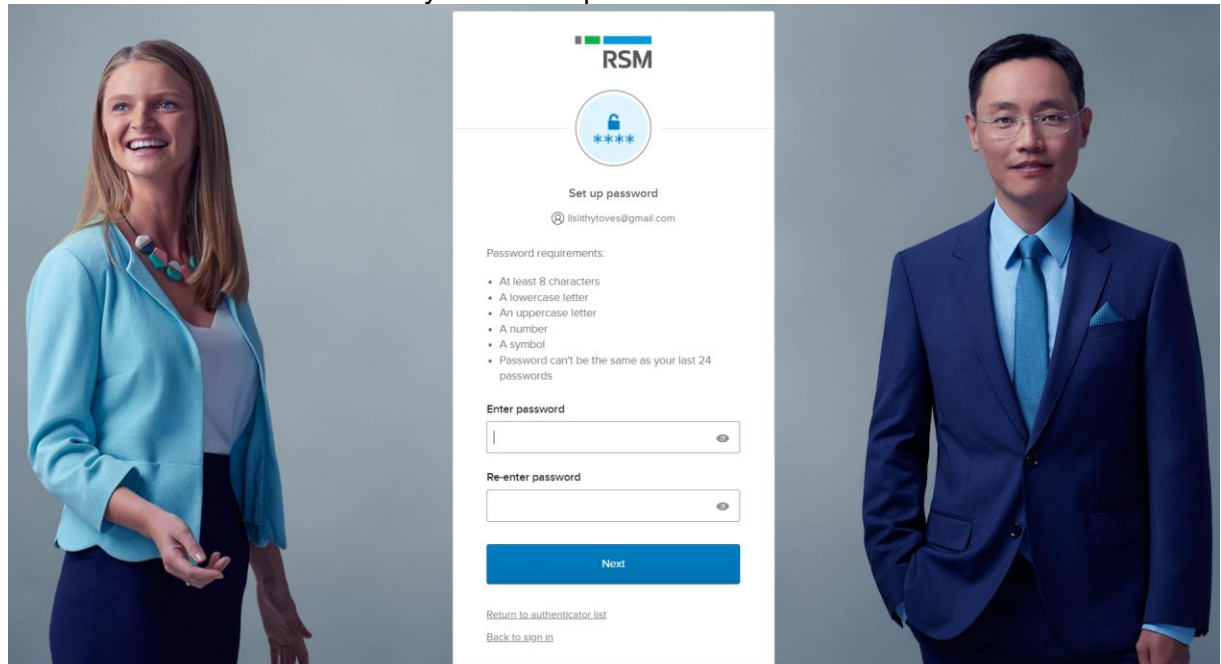 RSM
****
Set up password
llslithytoves@gmail.com
Password requirements:
• At least 8 characters
• A lowercase letter
• An uppercase letter
• A number
• A symbol
• Password can't be the same as your last 24
passwords
Enter password
Re-enter password
Next
Return to authenticator list
Back to sign in